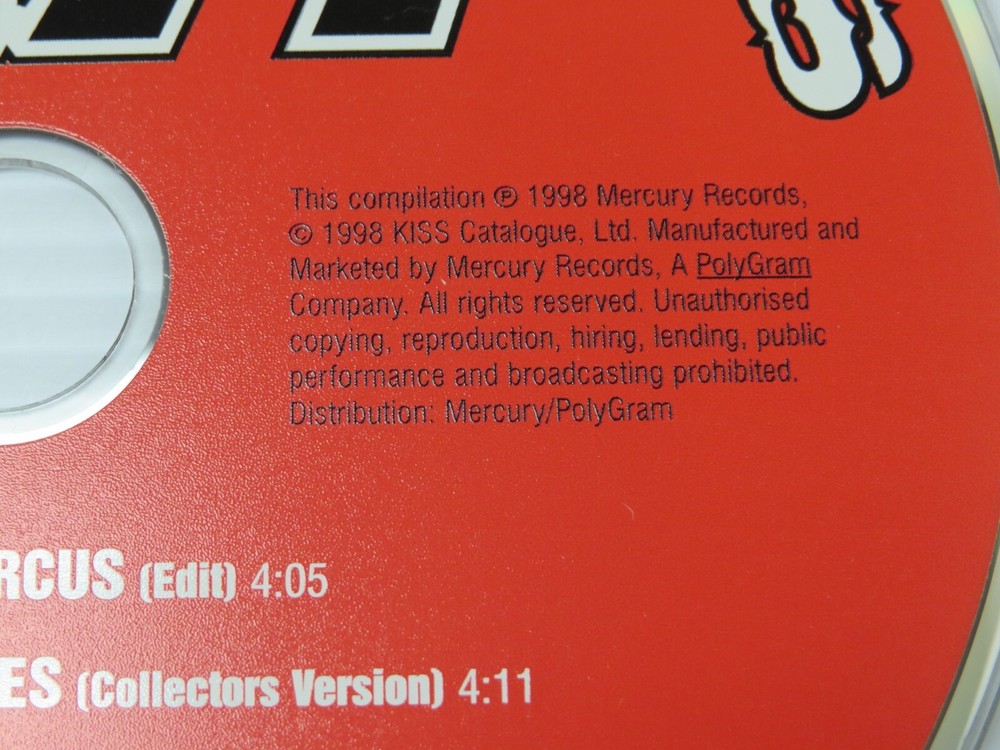 This compilation ℗ 1998 Mercury Records,
© 1998 KISS Catalogue, Ltd. Manufactured and
Marketed by Mercury Records, A PolyGram
Company. All rights reserved. Unauthorised
copying, reproduction, hiring, lending, public
performance and broadcasting prohibited.
Distribution: Mercury/PolyGram
RCUS (Edit) 4:05
ES (Collectors Version) 4:11